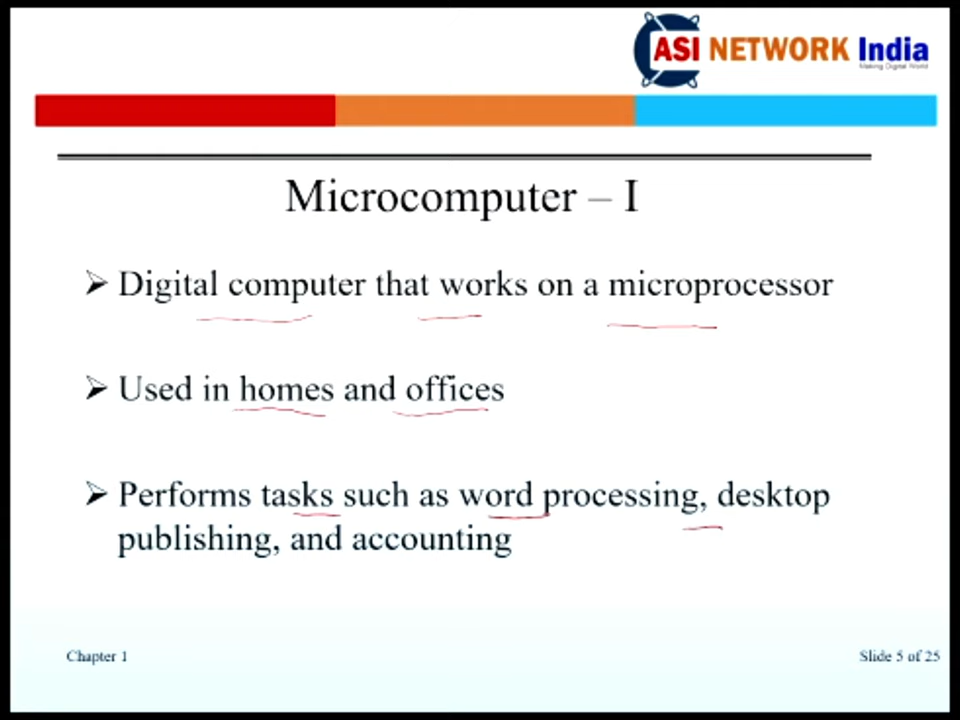 ASI NETWORK India
Making Digital World
Microcomputer – I
➢ Digital computer that works on a microprocessor
➢ Used in homes and offices
➢ Performs tasks such as word processing, desktop
publishing, and accounting
Chapter 1
Slide 5 of 25